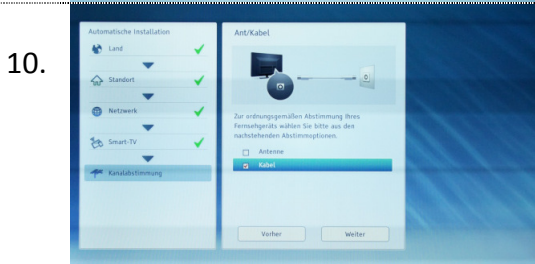 10.
Automatische Installation
Land
Standort
Netzwerk
Smart-TV
Kanalabstimmung
Ant/Kabel
Zur ordnungsgemäßen Abstimmung Ihres
Fernsehgeräts wählen Sie bitte aus den
nachstehenden Abstimmoptionen.
Antenne
Kabel
Vorher
Weiter